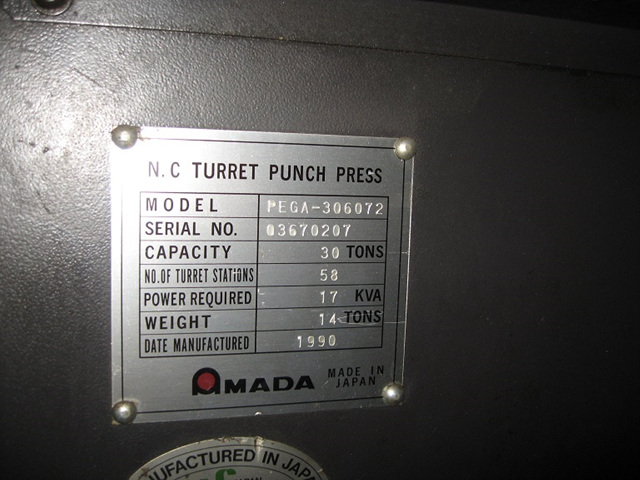 N.C TURRET PUNCH PRESS
MODEL PEGA-306072
SERIAL NO. 03670207
CAPACITY 30 TONS
NO.OF TURRET STATIONS 58
POWER REQUIRED 17 KVA
WEIGHT 14 TONS
DATE MANUFACTURED 1990
AMADA MADE IN JAPAN
UFACTURED IN JAPA